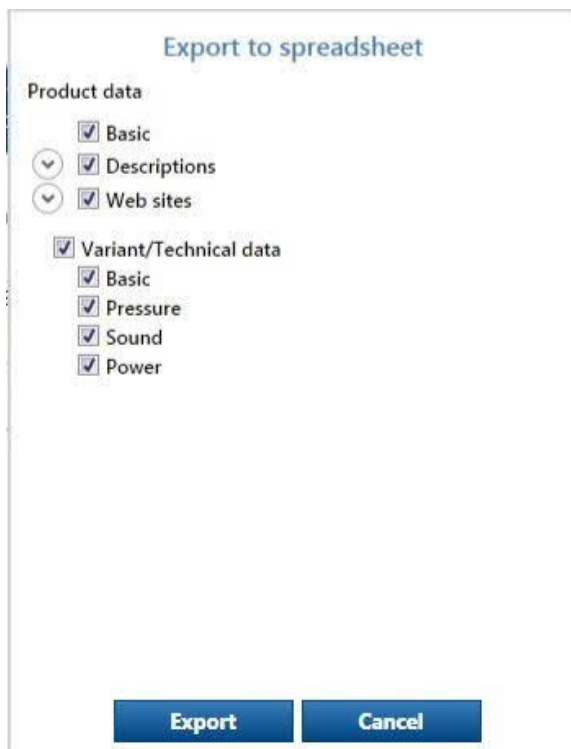 Export to spreadsheet
Product data
Basic
Descriptions
Web sites
Variant/Technical data
Basic
Pressure
Sound
Power
Export
Cancel